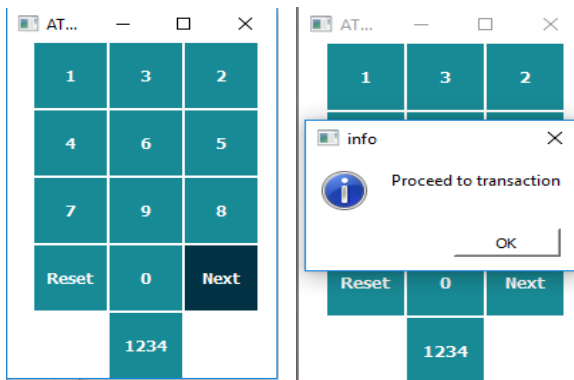 AT...
1 3 2
4 6 5
7 9 8
Reset 0 Next
1234
AT...
1 3 2
info
Proceed to transaction
OK
Reset 0 Next
1234